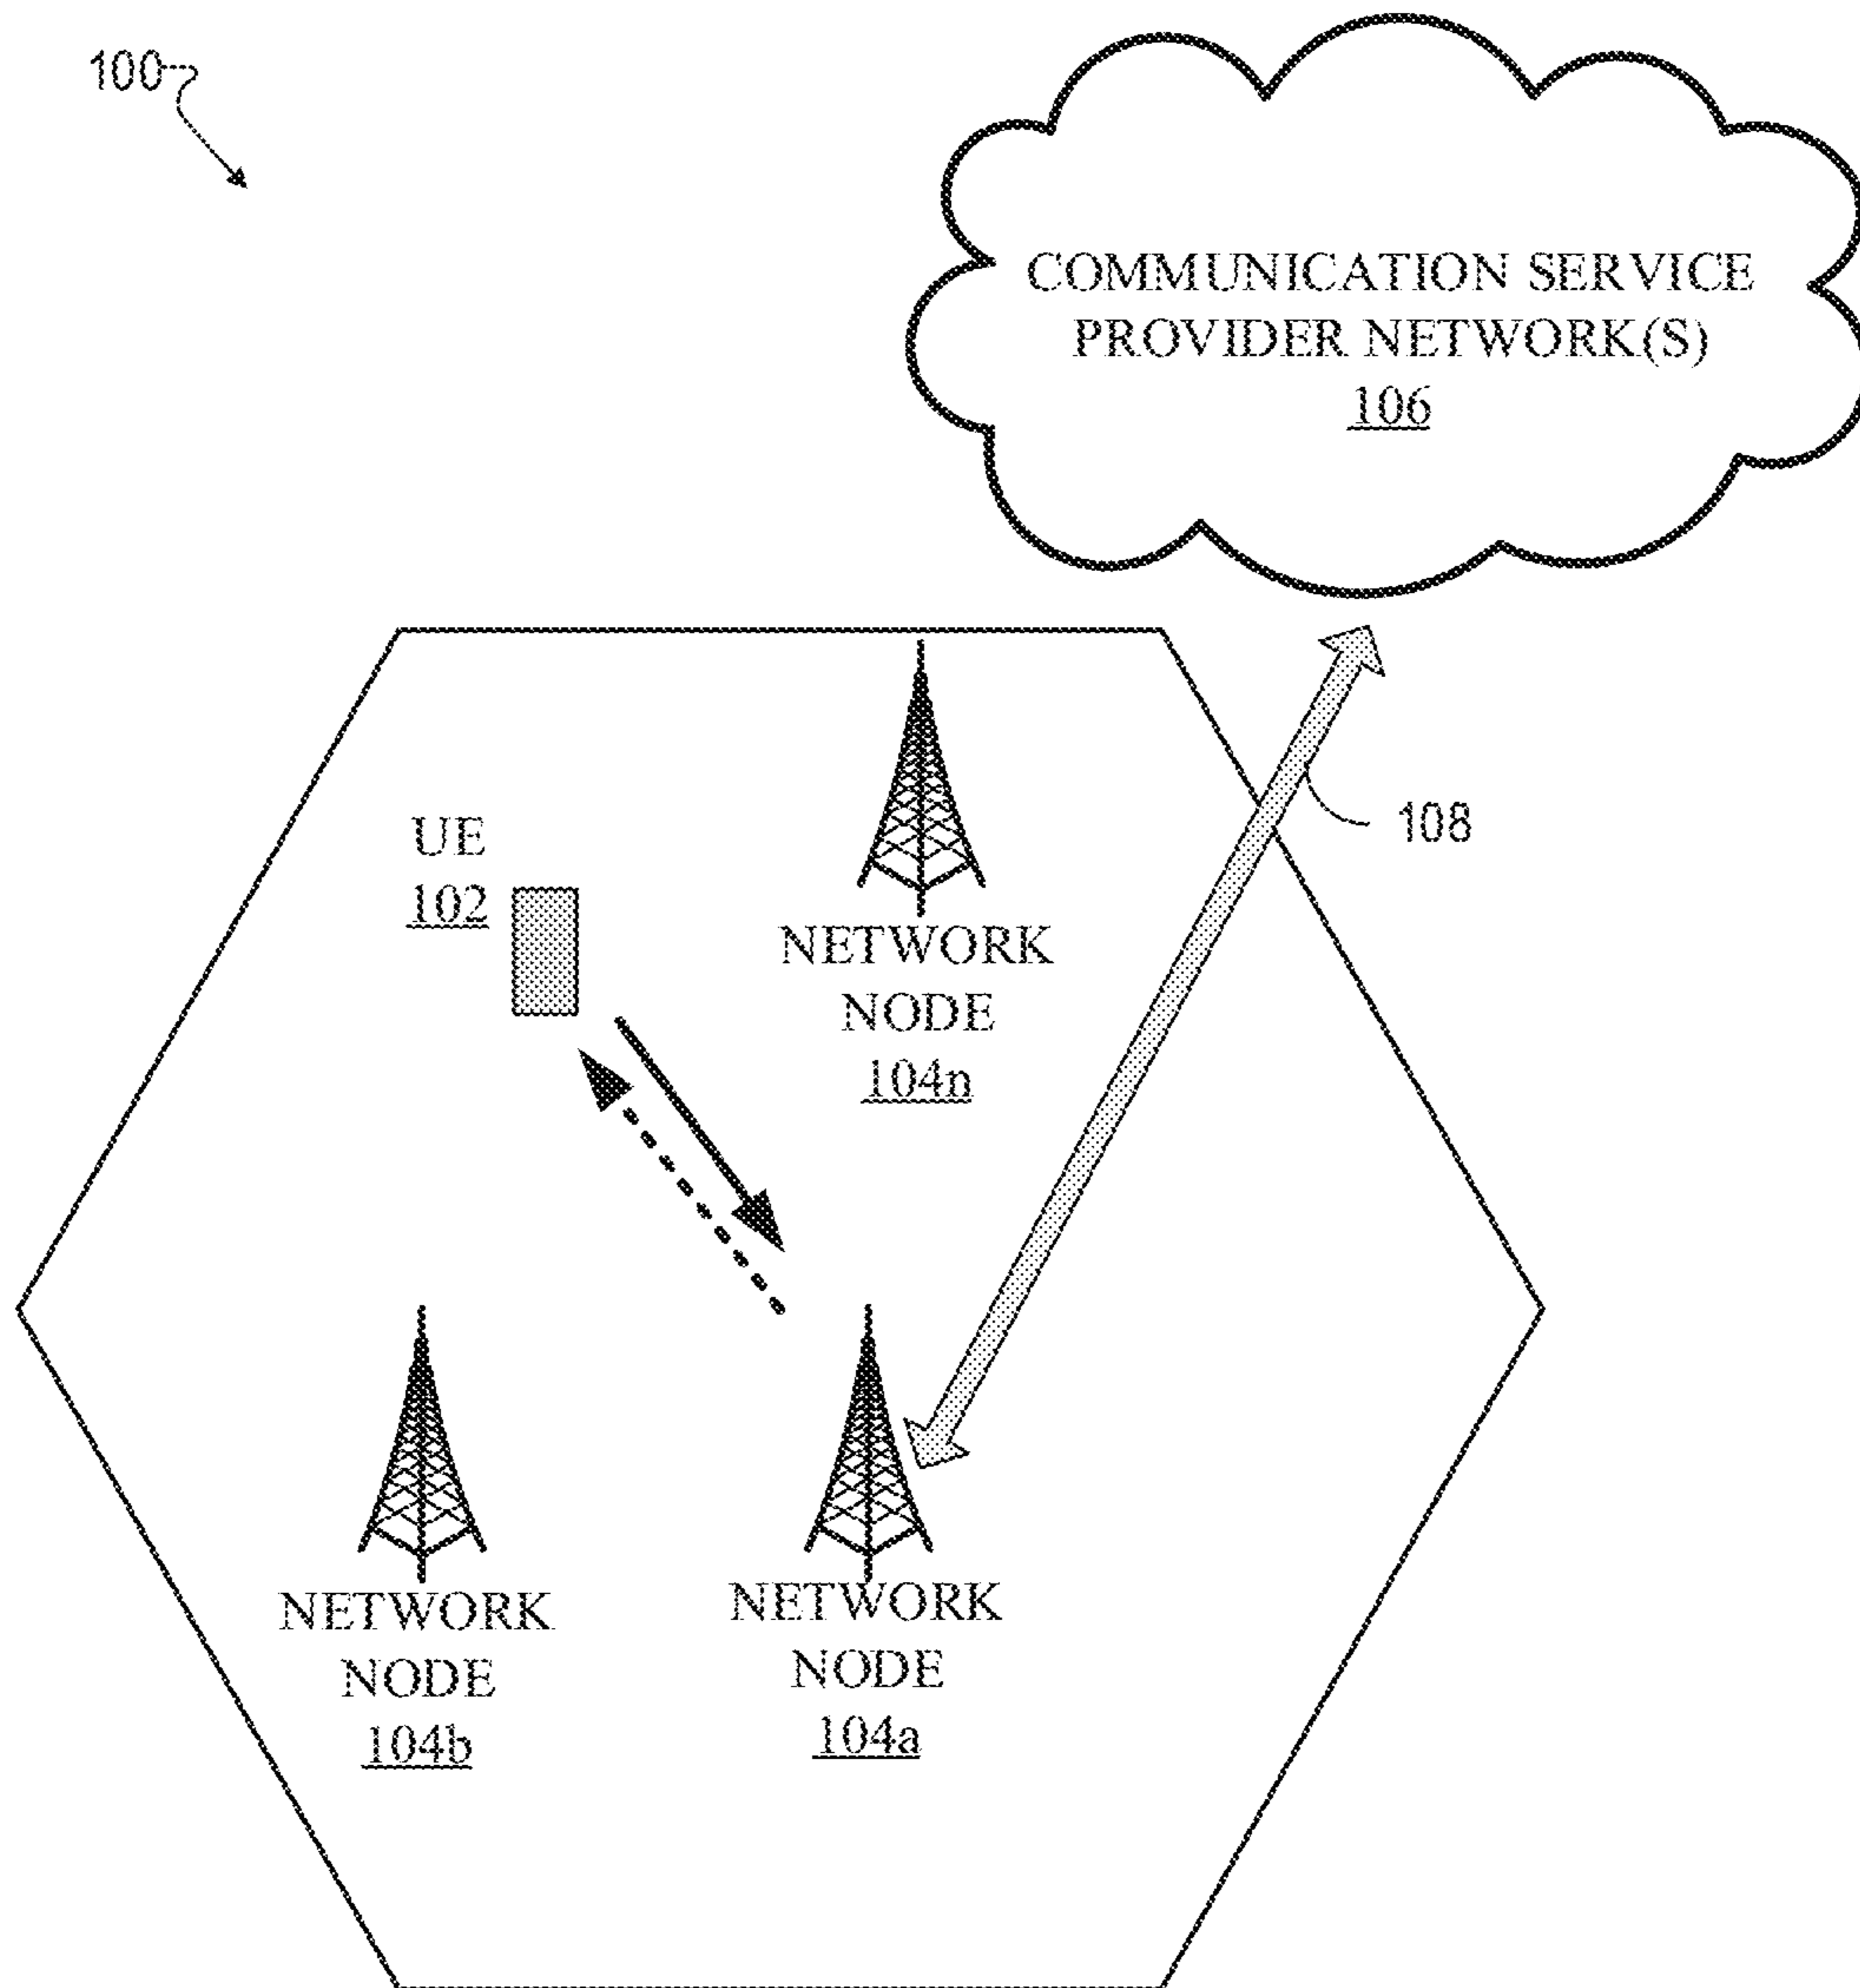 100
COMMUNICATION SERVICE
PROVIDER NETWORK(S)
106
108
UE
102
NETWORK
NODE
104n
NETWORK
NODE
104b
NETWORK
NODE
104a